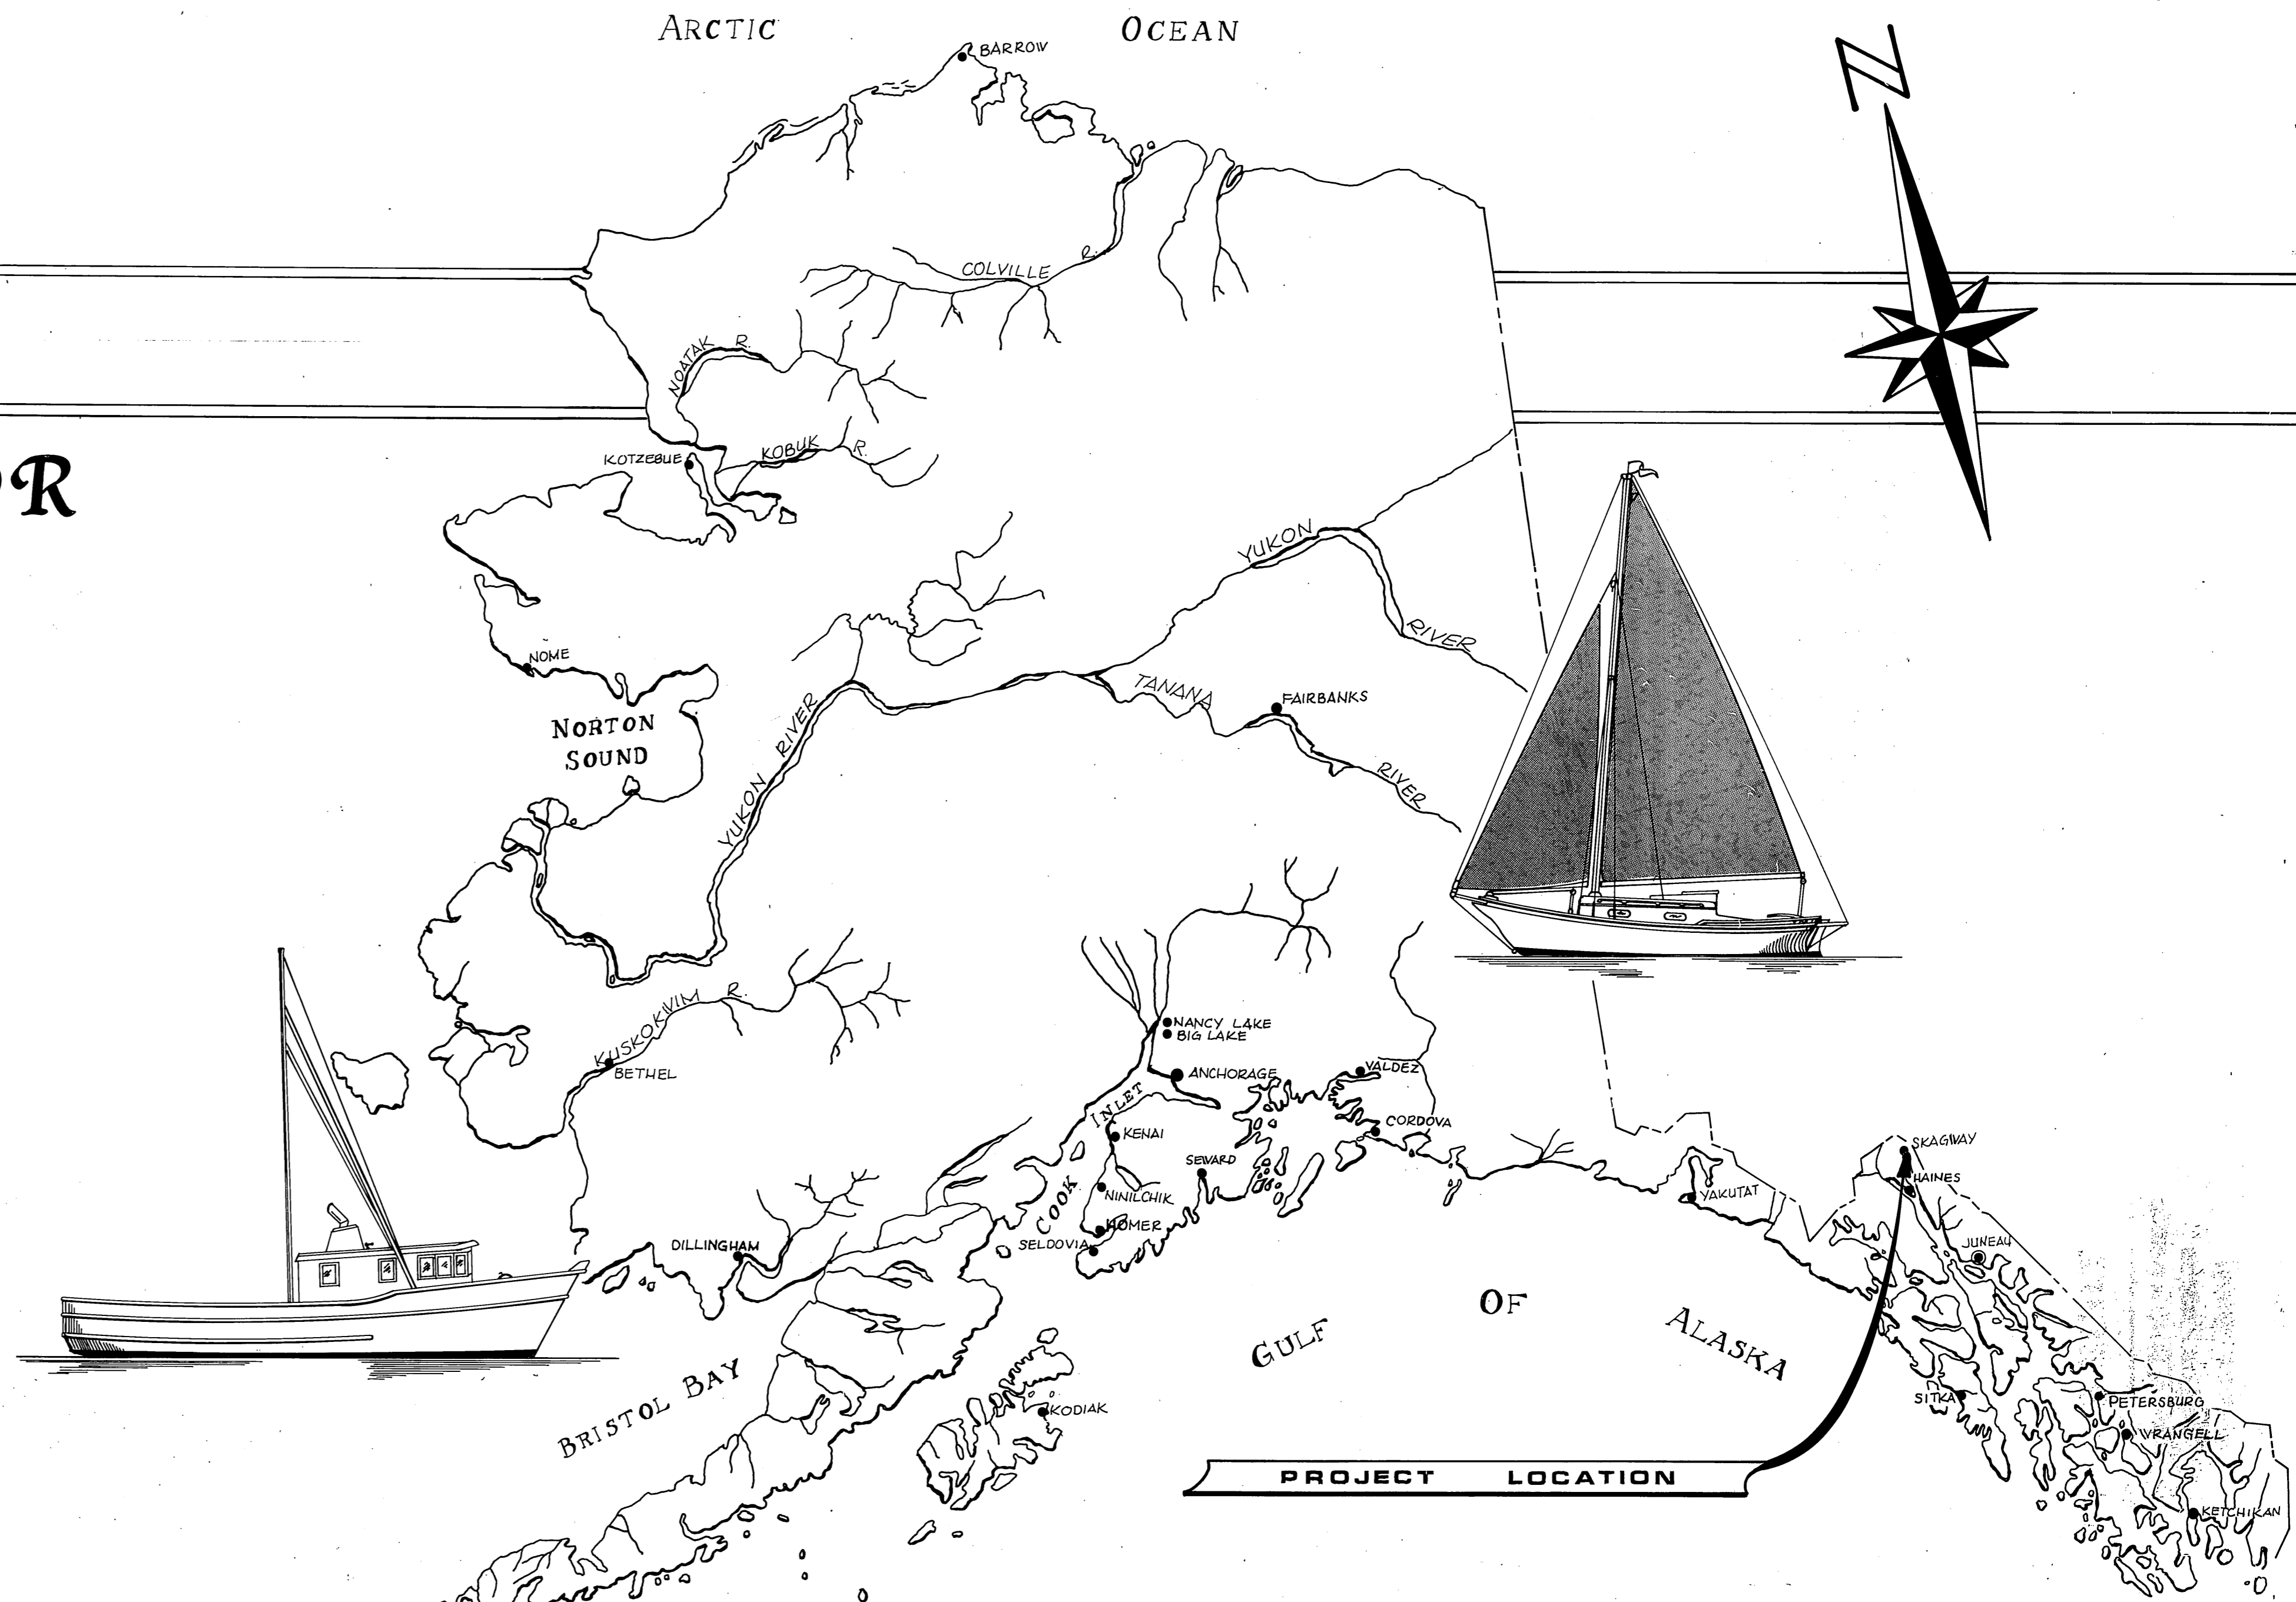 ARCTIC OCEAN
BARROW
N
COLVILLE R.
NOATAK R.
KOTZEBUE
KOBUK R.
R
YUKON RIVER
NOME
TANANA RIVER
FAIRBANKS
NORTON
SOUND
YUKON RIVER
KUSKOKWIM R.
BETHEL
NANCY LAKE
BIG LAKE
ANCHORAGE
VALDEZ
COOK INLET
KENAI
CORDOVA
SEWARD
SKAGWAY
HAINES
NINILCHIK
YAKUTAT
HOMER
SELDOVIA
DILLINGHAM
JUNEAU
GULF OF ALASKA
BRISTOL BAY
KODIAK
SITKA
PETERSBURG
WRANGELL
PROJECT LOCATION
KETCHIKAN